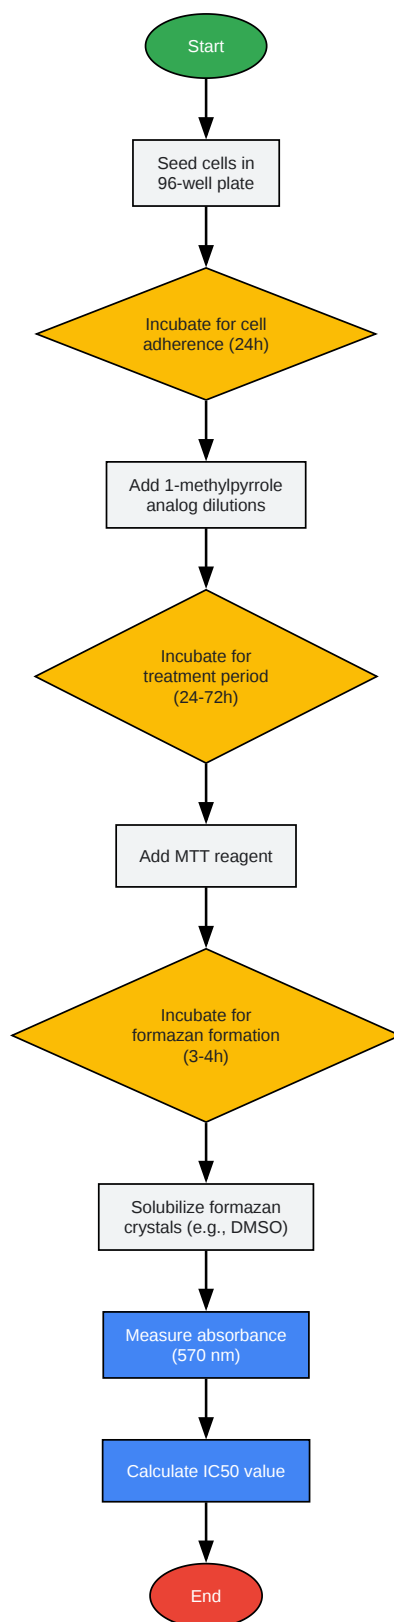 Start
Seed cells in
96-well plate
Incubate for cell
adherence (24h)
Add 1-methylpyrrole
analog dilutions
Incubate for
treatment period
(24-72h)
Add MTT reagent
Incubate for
formazan formation
(3-4h)
Solubilize formazan
crystals (e.g., DMSO)
Measure absorbance
(570 nm)
Calculate IC50 value
End